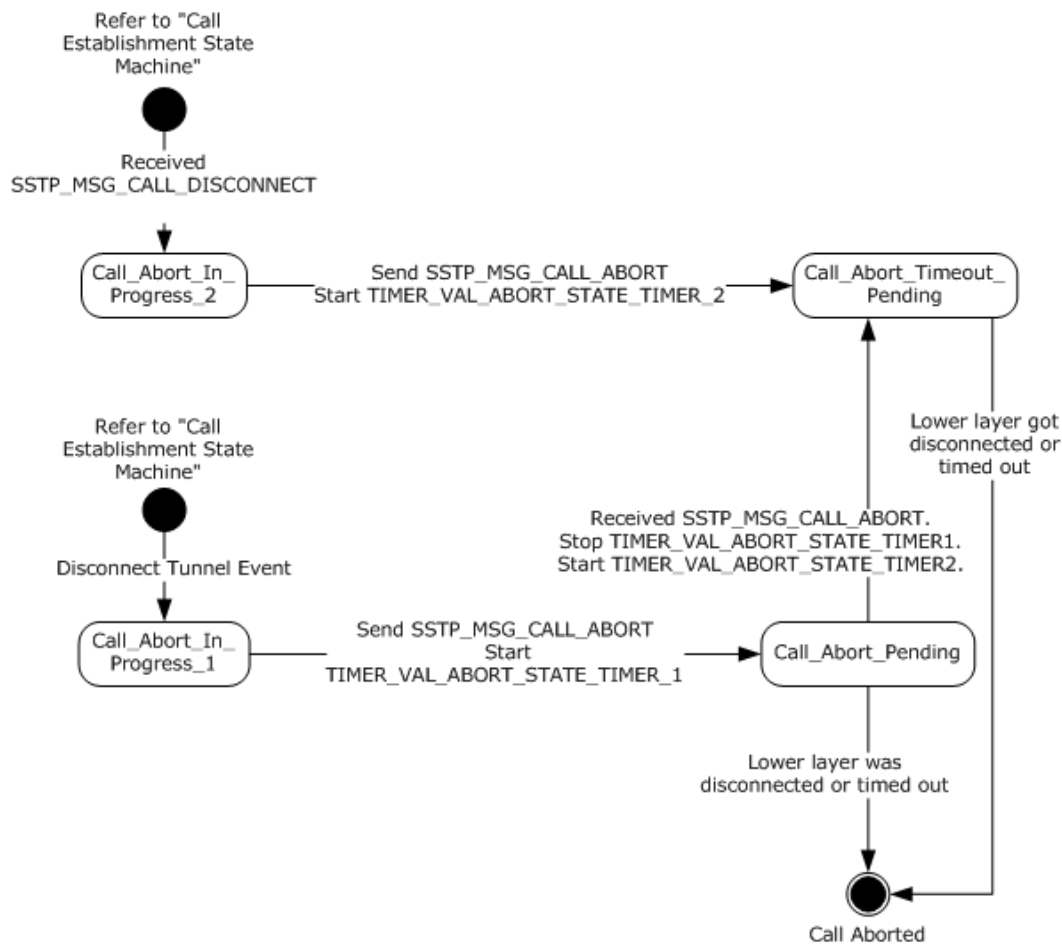 Refer to "Call
Establishment State
Machine"
Received
SSTP_MSG_CALL_DISCONNECT
Call_Abort_In_
Progress_2
Send SSTP_MSG_CALL_ABORT
Start TIMER_VAL_ABORT_STATE_TIMER_2
Call_Abort_Timeout_
Pending
Refer to "Call
Establishment State
Machine"
Lower layer got
disconnected or
timed out
Received SSTP_MSG_CALL_ABORT.
Stop TIMER_VAL_ABORT_STATE_TIMER1.
Start TIMER_VAL_ABORT_STATE_TIMER2.
Disconnect Tunnel Event
Call_Abort_In_
Progress_1
Send SSTP_MSG_CALL_ABORT
Start
TIMER_VAL_ABORT_STATE_TIMER_1
Call_Abort_Pending
Lower layer was
disconnected or timed out
Call Aborted